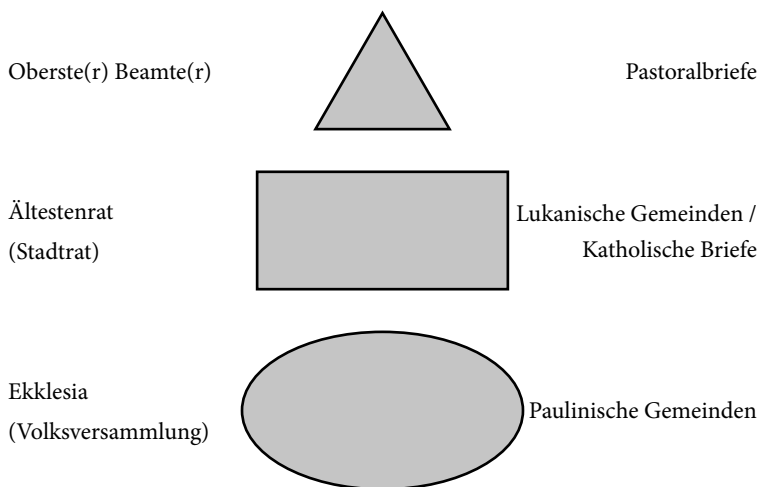 Oberste(r) Beamte(r)
Pastoralbriefe
Ältestenrat
(Stadtrat)
Lukanische Gemeinden /
Katholische Briefe
Ekklesia
(Volksversammlung)
Paulinische Gemeinden